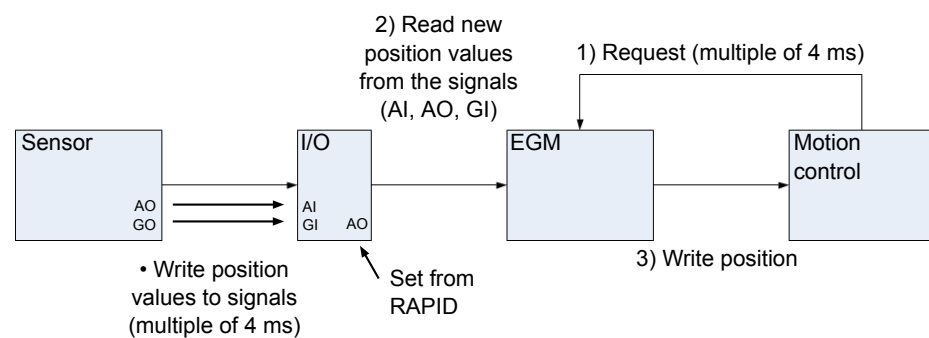 2) Read new
position values
from the signals
(AI, AO, GI)
1) Request (multiple of 4 ms)
Sensor
I/O
EGM
Motion
control
AO
GO
AI
GI
AO
• Write position
values to signals
(multiple of 4 ms)
Set from
RAPID
3) Write position